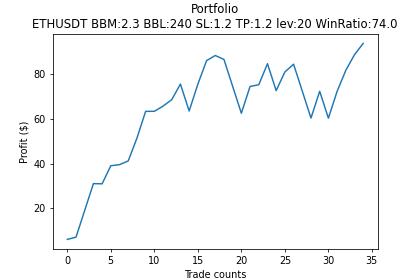 Portfolio
ETHUSDT BBM:2.3 BBL:240 SL:1.2 TP:1.2 lev:20 WinRatio:74.0
Profit ($)
80
60
40
20
0 5 10 15 20 25 30 35
Trade counts